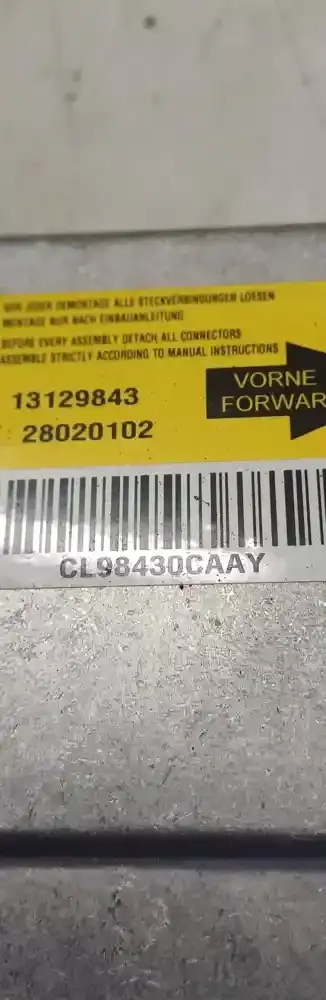 VOR JEDER DEMONTAGE ALLE STECKVERBINDUNGEN LOESEN
MONTAGE NUR NACH EINBAUANLEITUNG
BEFORE EVERY ASSEMBLY DETACH ALL CONNECTORS
ASSEMBLE STRICTLY ACCORDING TO MANUAL INSTRUCTIONS
13129843
28020102
VORNE
FORWAR
CL98430CAAY